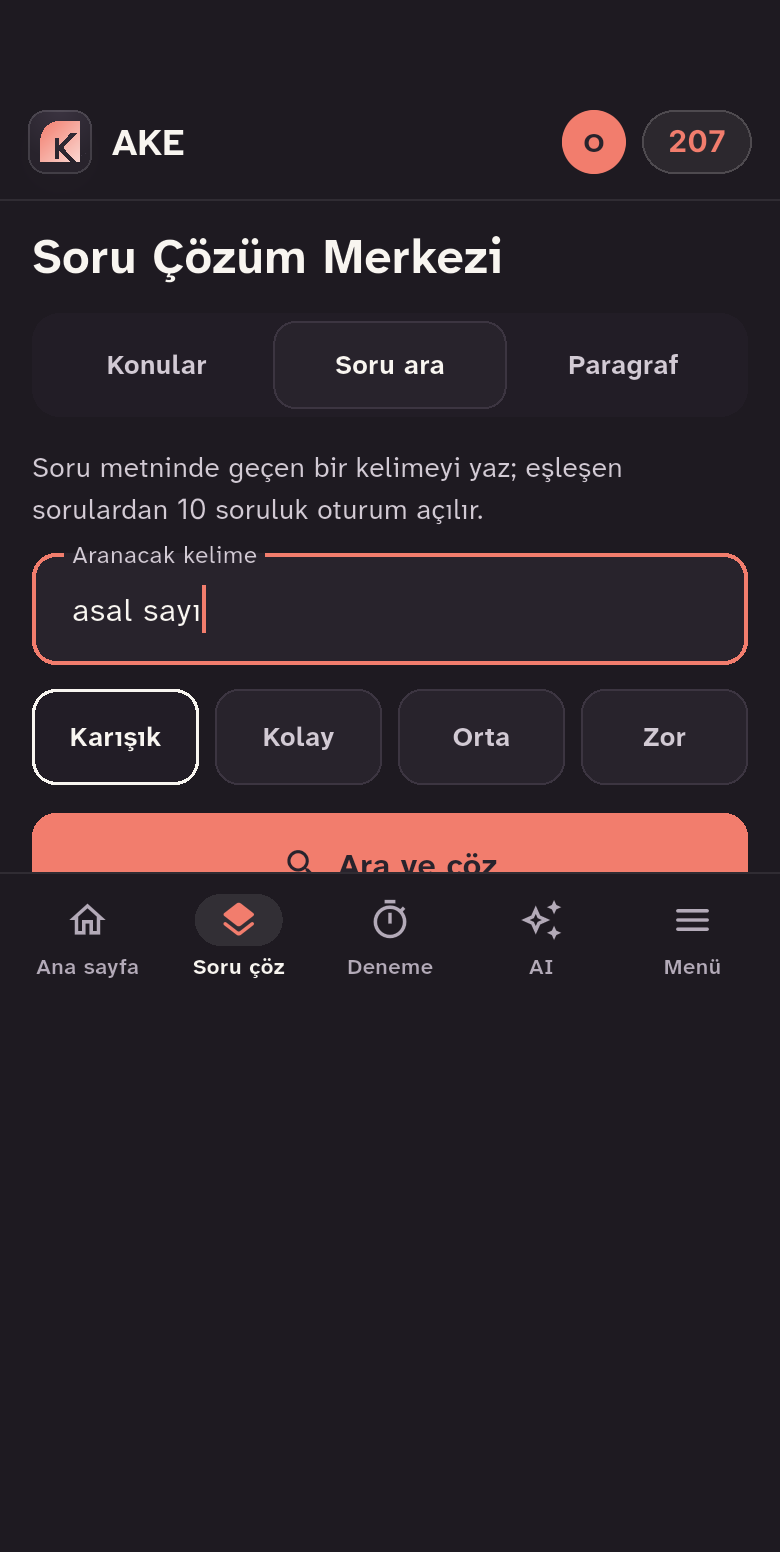 K
AKE
O
207
Soru Çözüm Merkezi
Konular
Soru ara
Paragraf
Soru metninde geçen bir kelimeyi yaz; eşleşen
sorulardan 10 soruluk oturum açılır.
Aranacak kelime
asal sayı
Karışık
Kolay
Orta
Zor
Ara ve çöz
Ana sayfa
Soru çöz
Deneme
AI
Menü